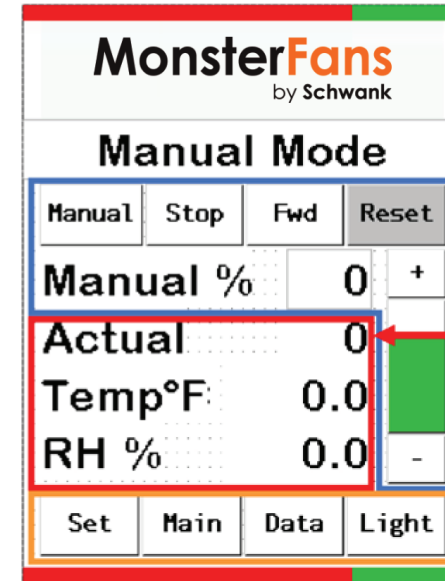 MonsterFans
by Schwank
Manual Mode
Manual Stop Fwd Reset
Manual % 0 +
Actual 0
Temp°F 0.0
RH % 0.0 -
Set Main Data Light